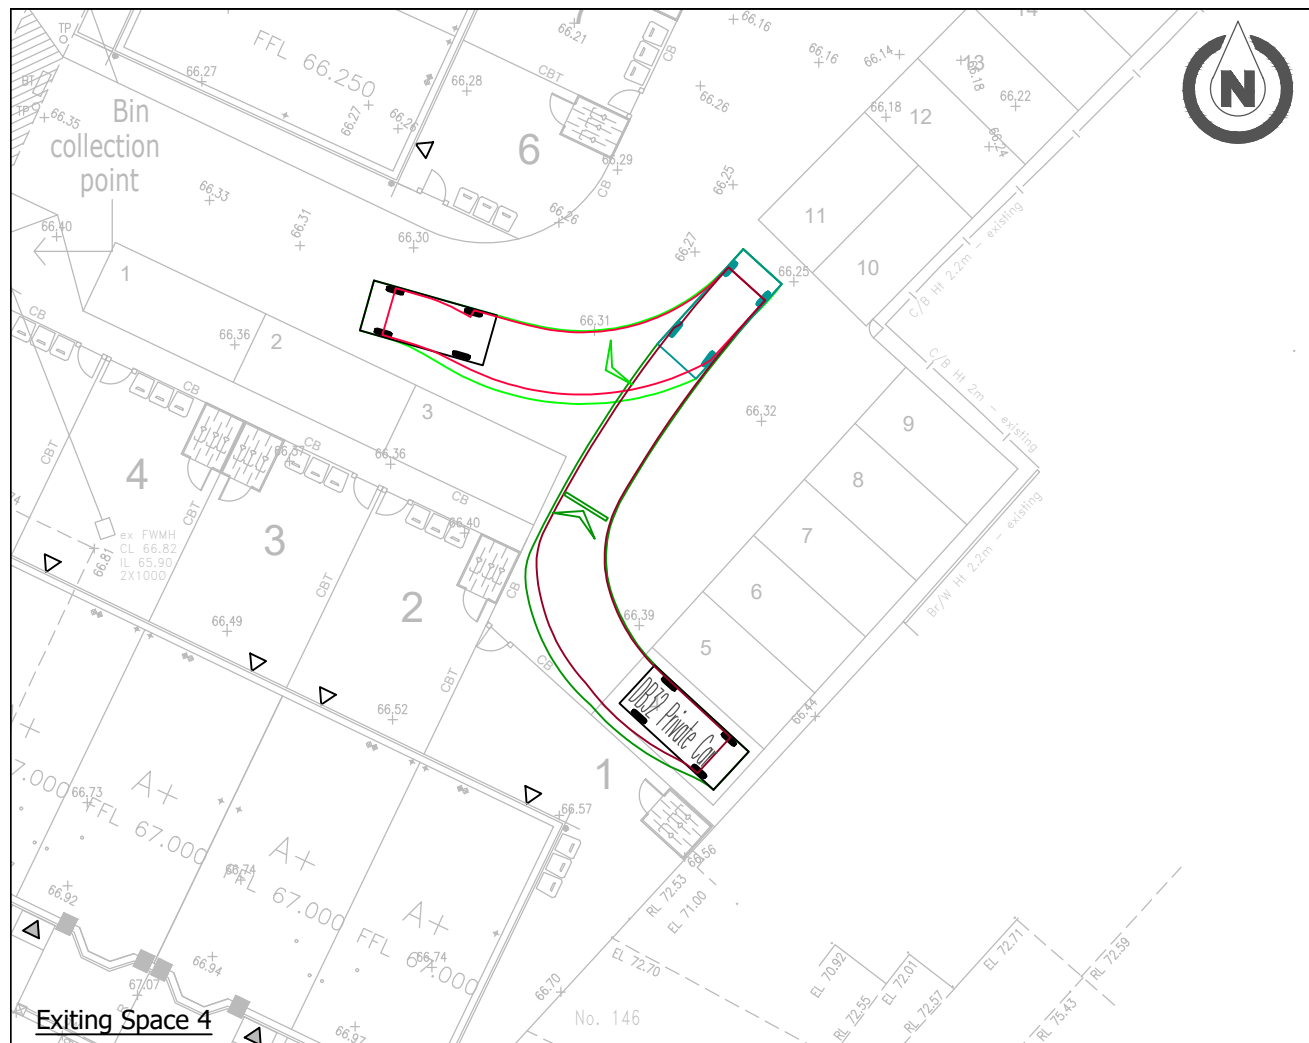 TP
BT
TP
66.35
Bin
collection
point
66.27
FFL 66.250
66.27
66.26
66.28
CBT
7
66.21
CB
66.16
66.16
66.14
14
13
66.18
66.22
66.18
12
66.24
66.26
6
66.29
CB
66.25
66.26
66.27
66.25
11
10
N
C/B Ht 2.2m - existing
66.33
66.31
66.30
66.40
1
CB
66.36
2
66.31
3
CB
CB
66.37
66.36
CB
66.32
9
8
7
6
5
C/B Ht 2m - existing
Br/W Ht 2.2m - existing
CBT
4
CBT
3
CBT
66.40
2
CB
CBT
CB
ex FWMH
CL 66.82
IL 65.90
2X1000
66.81
66.49
66.52
66.39
66.44
DB32 Private Car
1
66.57
66.56
A+
7.000
66.73
FFL 67.000
A+
66.74
FFL 67.000
A+
66.74
FFL 67.000
66.92
66.94
67.07
66.97
66.70
RL 72.53
EL 71.00
EL 72.70
No. 146
EL 70.92
RL 72.55
EL 72.01
RL 72.57
EL 72.71
RL 75.43
RL 72.59
Exiting Space 4